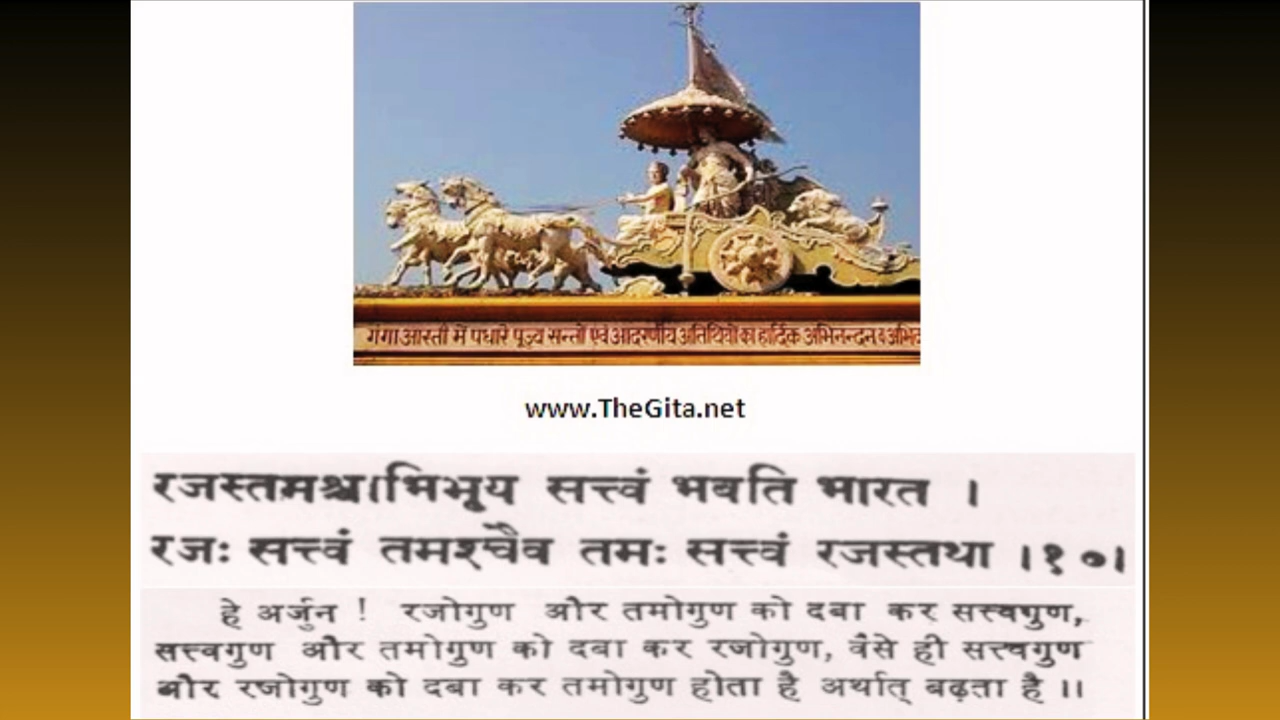 गंगा आरती में पधारे पूज्य सन्तों एवं आदरणीय अतिथियों का हार्दिक अभिनन्दन
www.TheGita.net
रजस्तमश्चाभिभूय सत्त्वं भवति भारत ।
रजः सत्त्वं तमश्चैव तमः सत्त्वं रजस्तथा ।१०।
हे अर्जुन ! रजोगुण और तमोगुण को दबा कर सत्त्वगुण,
सत्त्वगुण और तमोगुण को दबा कर रजोगुण, वैसे ही सत्त्वगुण
और रजोगुण को दबा कर तमोगुण होता है अर्थात् बढ़ता है ।।